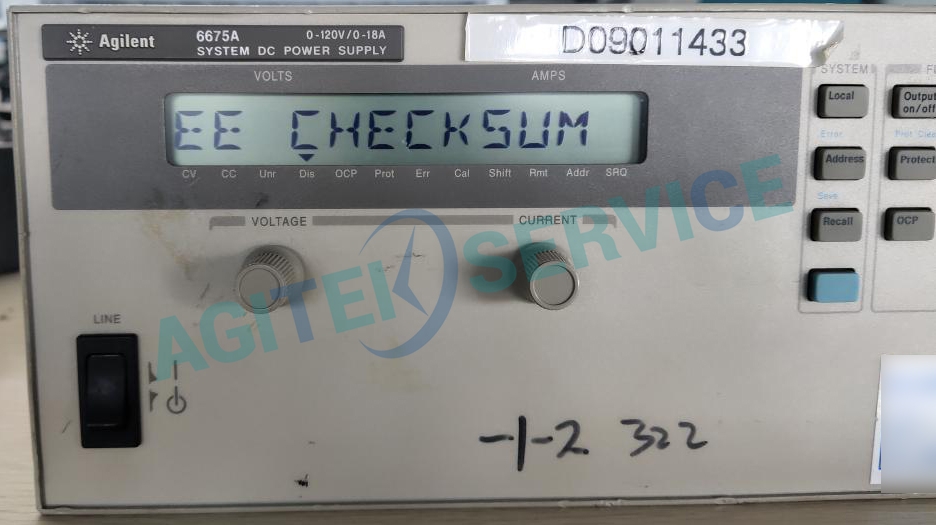 Agilent 6675A 0-120V/0-18A
SYSTEM DC POWER SUPPLY
D09011433
VOLTS AMPS
EE CHECKSUM
CV CC Unr Dis OCP Prot Err Cal Shift Rmt Addr SRQ
VOLTAGE CURRENT
SYSTEM
Local
Output
on/off
Error
Address
Protect
Save
Recall
OCP
LINE
AGITEK SERVICE
-1-2 322